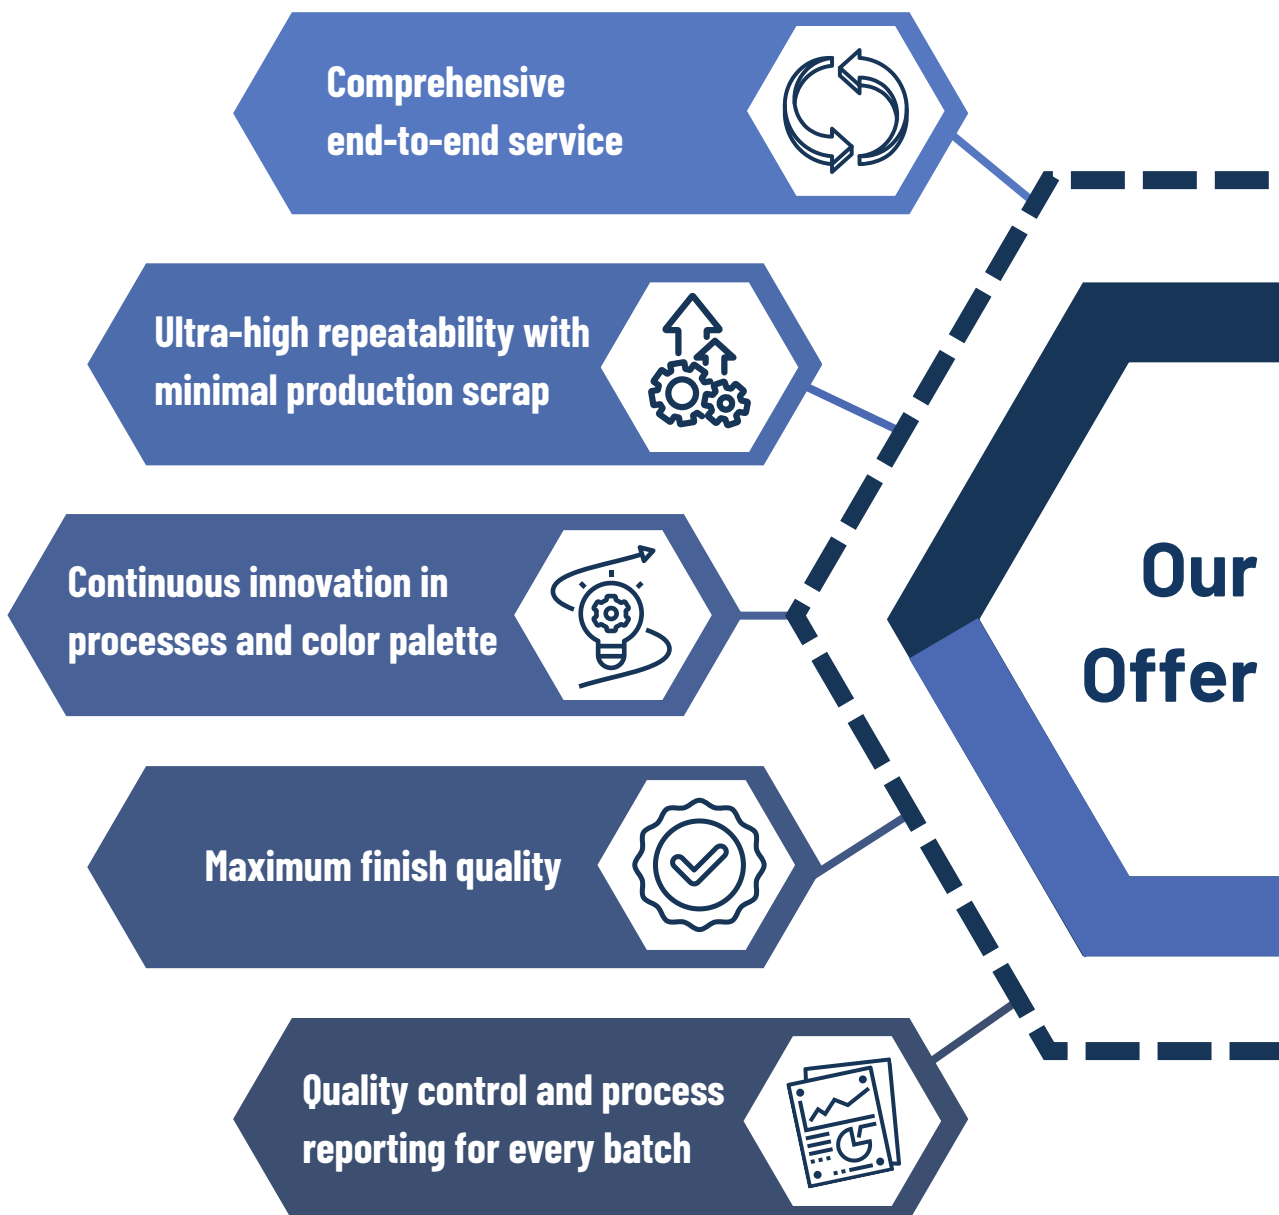 Comprehensive
end-to-end service
Ultra-high repeatability with
minimal production scrap
Continuous innovation in
processes and color palette
Our
Offer
Maximum finish quality
Quality control and process
reporting for every batch